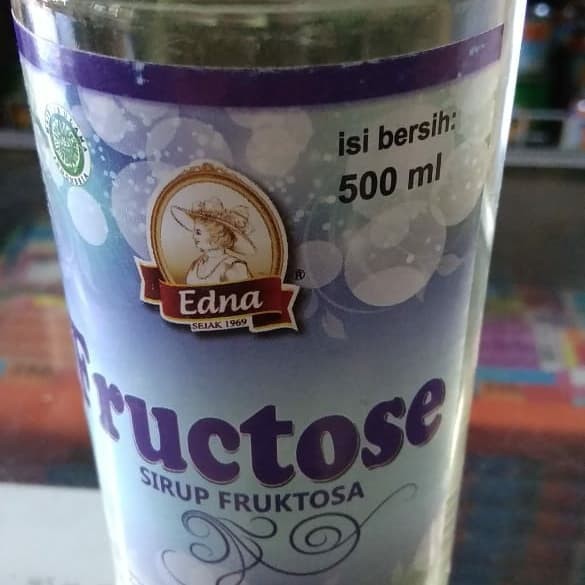 isi bersih:
500 ml
Edna
®
SEJAK 1969
Fructose
SIRUP FRUKTOSA